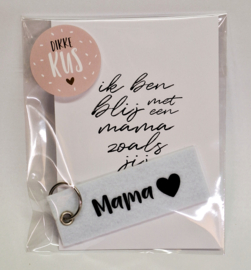 DIKKE
KUS
ik ben
blij met
een
mama
zoals
jij
Mama